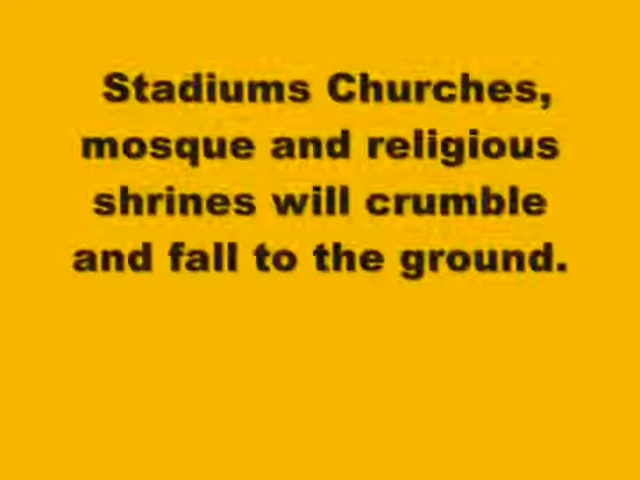 Stadiums Churches,
mosque and religious
shrines will crumble
and fall to the ground.